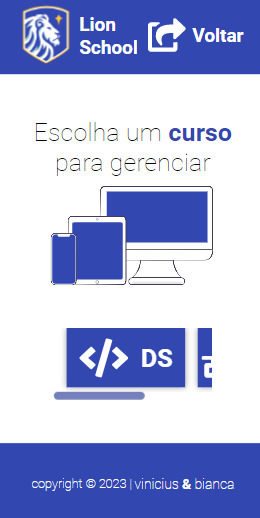 Lion
School
Voltar
Escolha um curso
para gerenciar
DS
copyright © 2023 | vinicius & bianca